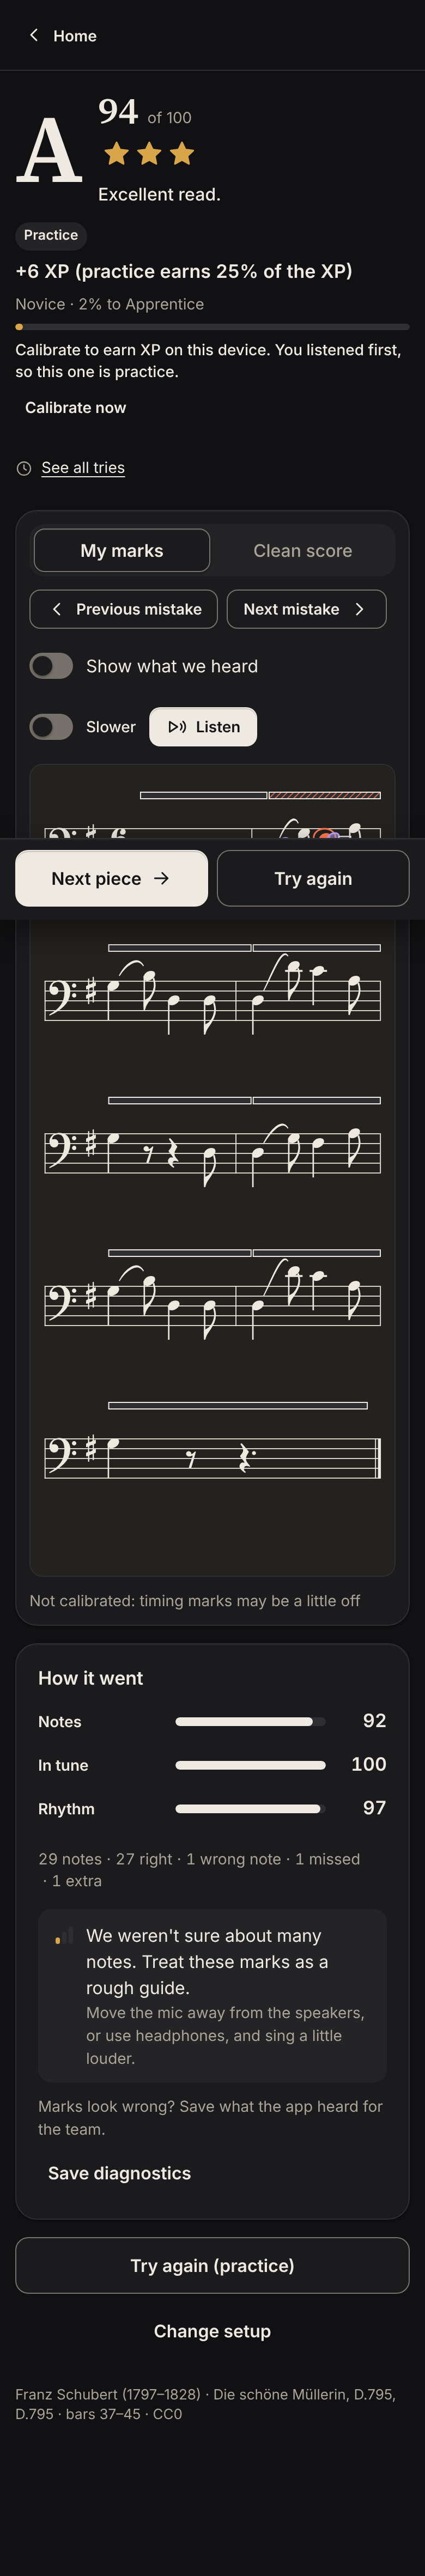 Home
A
94 of 100
Excellent read.
Practice
+6 XP (practice earns 25% of the XP)
Novice · 2% to Apprentice
Calibrate to earn XP on this device. You listened first,
so this one is practice.
Calibrate now
See all tries
My marks
Clean score
Previous mistake
Next mistake
Show what we heard
Slower
Listen
Next piece
Try again
Not calibrated: timing marks may be a little off
How it went
Notes 92
In tune 100
Rhythm 97
29 notes · 27 right · 1 wrong note · 1 missed
· 1 extra
We weren't sure about many
notes. Treat these marks as a
rough guide.
Move the mic away from the speakers,
or use headphones, and sing a little
louder.
Marks look wrong? Save what the app heard for
the team.
Save diagnostics
Try again (practice)
Change setup
Franz Schubert (1797–1828) · Die schöne Müllerin, D.795,
D.795 · bars 37–45 · CC0